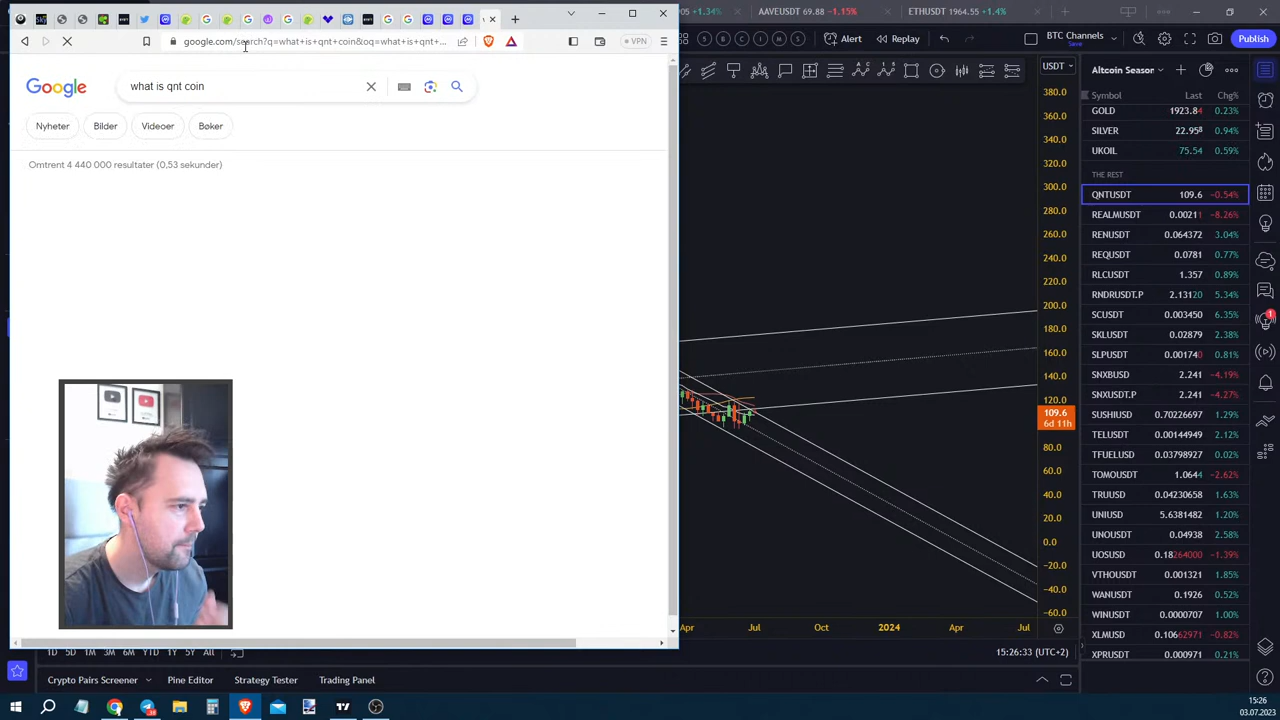 google.com/search?q=what+is+qnt+coin&oq=what+is+qnt+...
VPN
Google
what is qnt coin
Nyheter
Bilder
Videoer
Bøker
Omtrent 4 440 000 resultater (0,53 sekunder)
905 +1.34%
AAVEUSDT 69.88 −1.15%
ETHUSDT 1964.55 +1.4%
Alert
Replay
BTC Channels
Save
Publish
USDT
380.0
360.0
340.0
320.0
300.0
280.0
260.0
240.0
220.0
200.0
180.0
160.0
140.0
120.0
109.6
6d 11h
80.0
60.0
40.0
20.0
0.0
−20.0
−40.0
−60.0
Apr
Jul
Oct
2024
Apr
Jul
Altcoin Season
Symbol Last Chg%
GOLD 1923.84 0.23%
SILVER 22.958 0.94%
UKOIL 75.54 0.59%
THE REST
QNTUSDT 109.6 −0.54%
REALMUSDT 0.00211 −8.26%
RENUSDT 0.064372 3.04%
REQUSDT 0.0781 0.77%
RLCUSDT 1.357 0.89%
RNDRUSDT.P 2.13120 5.34%
SCUSDT 0.003450 6.35%
SKLUSDT 0.02879 2.38%
SLPUSDT 0.001740 0.81%
SNXBUSD 2.241 −4.19%
SNXUSDT.P 2.241 −4.27%
SUSHIUSD 0.70226697 1.29%
TELUSDT 0.00144949 2.12%
TFUELUSD 0.03798927 0.02%
TOMOUSDT 1.0644 −2.62%
TRUUSD 0.04230658 1.63%
UNIUSD 5.6381482 1.20%
UNOUSDT 0.04938 2.58%
UOSUSD 0.18264000 −1.39%
VTHOUSDT 0.001321 1.85%
WANUSDT 0.1926 0.52%
WINUSDT 0.0000707 1.00%
XLMUSD 0.10662971 −0.82%
XPRUSDT 0.000971 0.21%
1D 5D 1M 3M 6M YTD 1Y 5Y All
15:26:33 (UTC+2)
Crypto Pairs Screener
Pine Editor
Strategy Tester
Trading Panel
15:26
03.07.2023